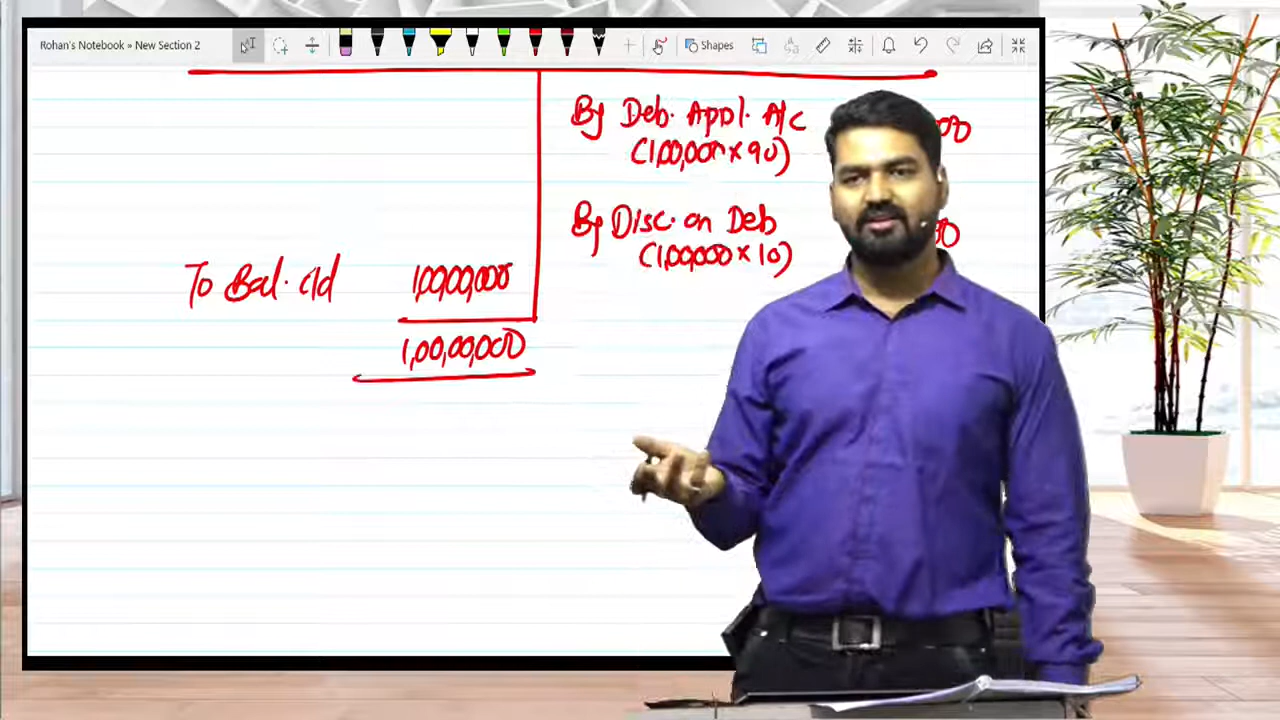 Rohan's Notebook » New Section 2
Shapes
By Deb. Appl. A/c
(1,00,000 x 90)
By Disc. on Deb
(1,00,000 x 10)
To Bal. c/d 1,00,00,000
1,00,00,000